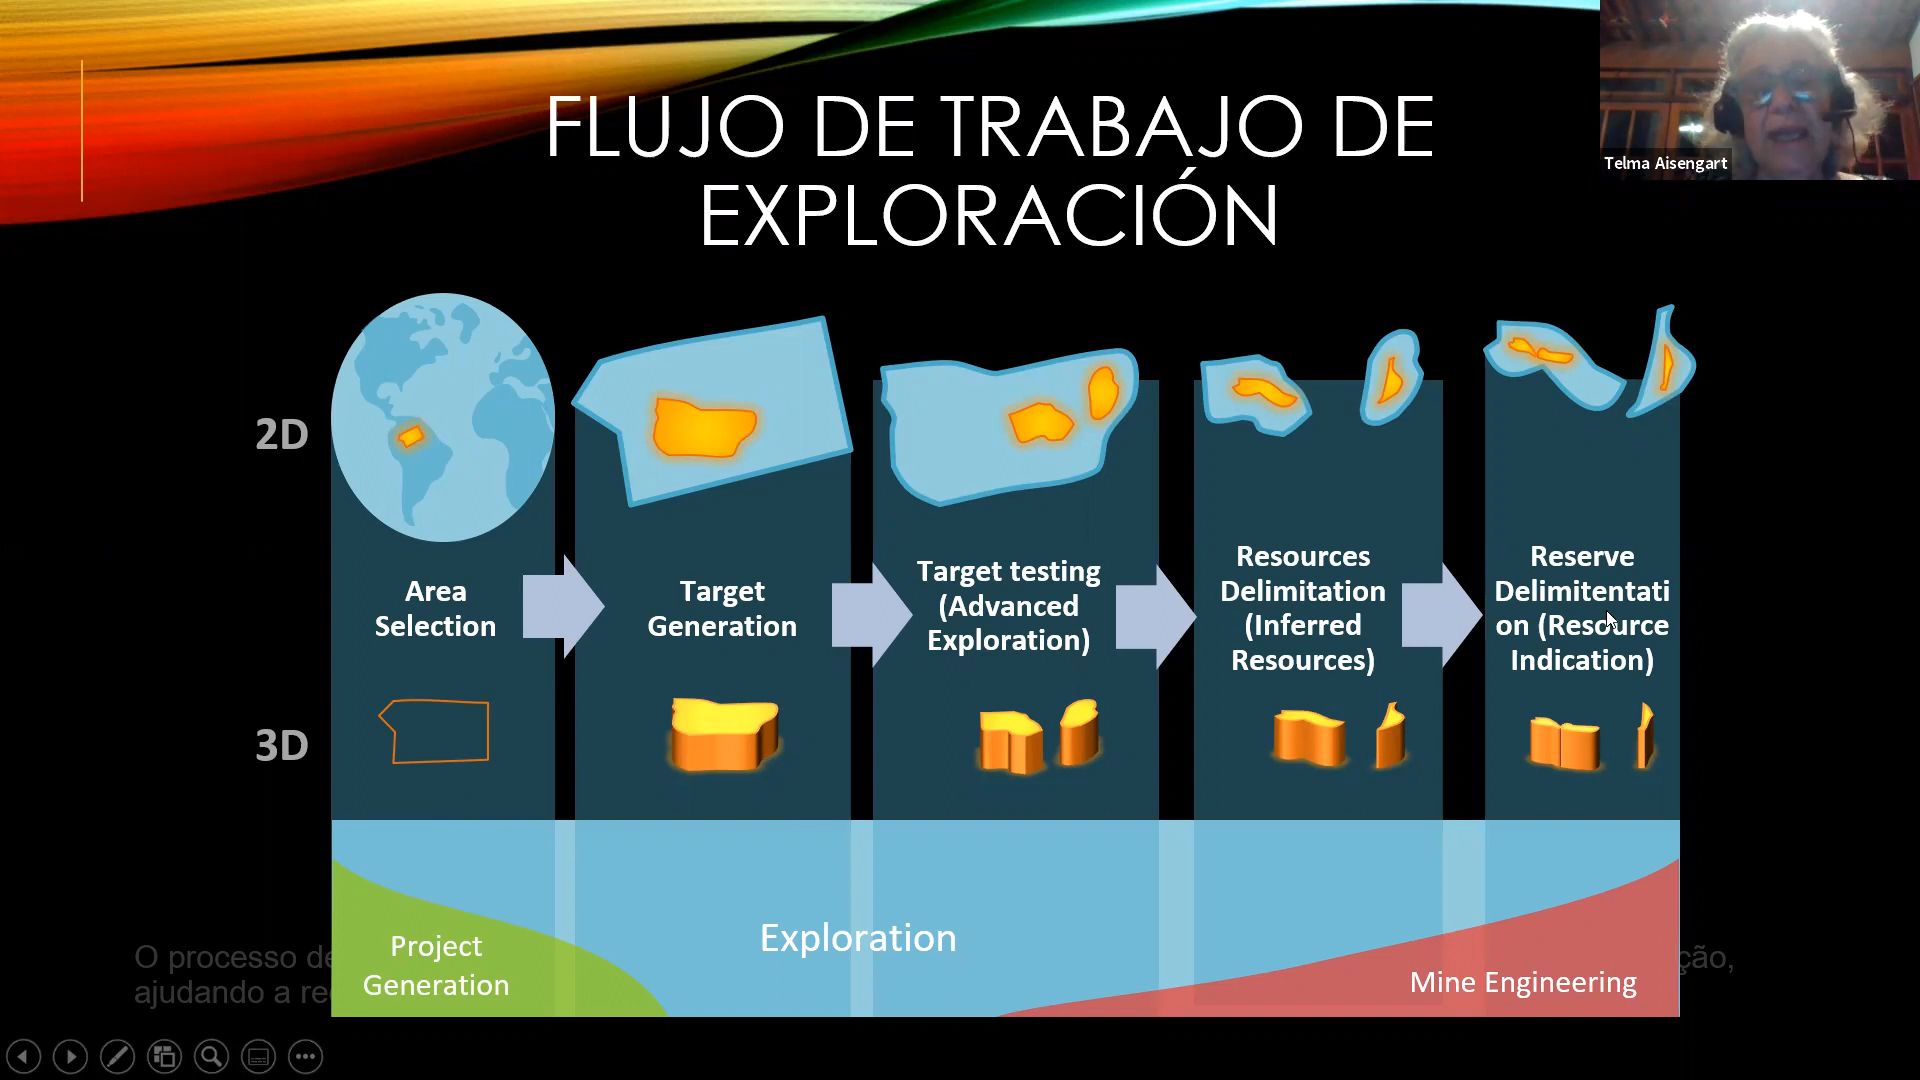 FLUJO DE TRABAJO DE
EXPLORACIÓN
Telma Aisengart
2D
Area
Selection
Target
Generation
Target testing
(Advanced
Exploration)
Resources
Delimitation
(Inferred
Resources)
Reserve
Delimitentati
on (Resource
Indication)
3D
Project
Generation
Exploration
Mine Engineering
O processo de
ção,
ajudando a re